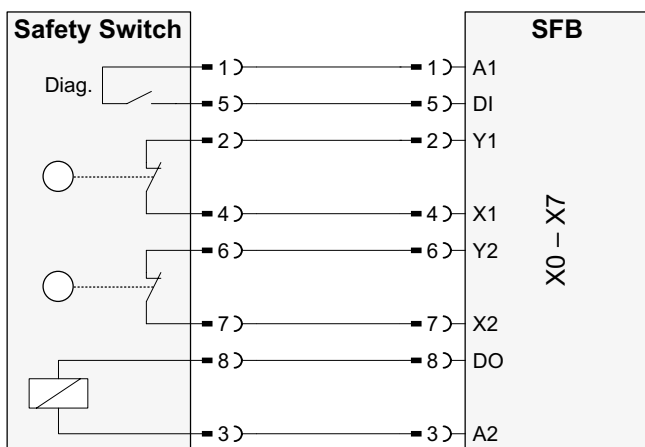 Safety Switch SFB
1 1 A1
Diag.
5 5 DI
2 2 Y1
4 4 X1
6 6 Y2
X0 – X7
7 7 X2
8 8 DO
3 3 A2